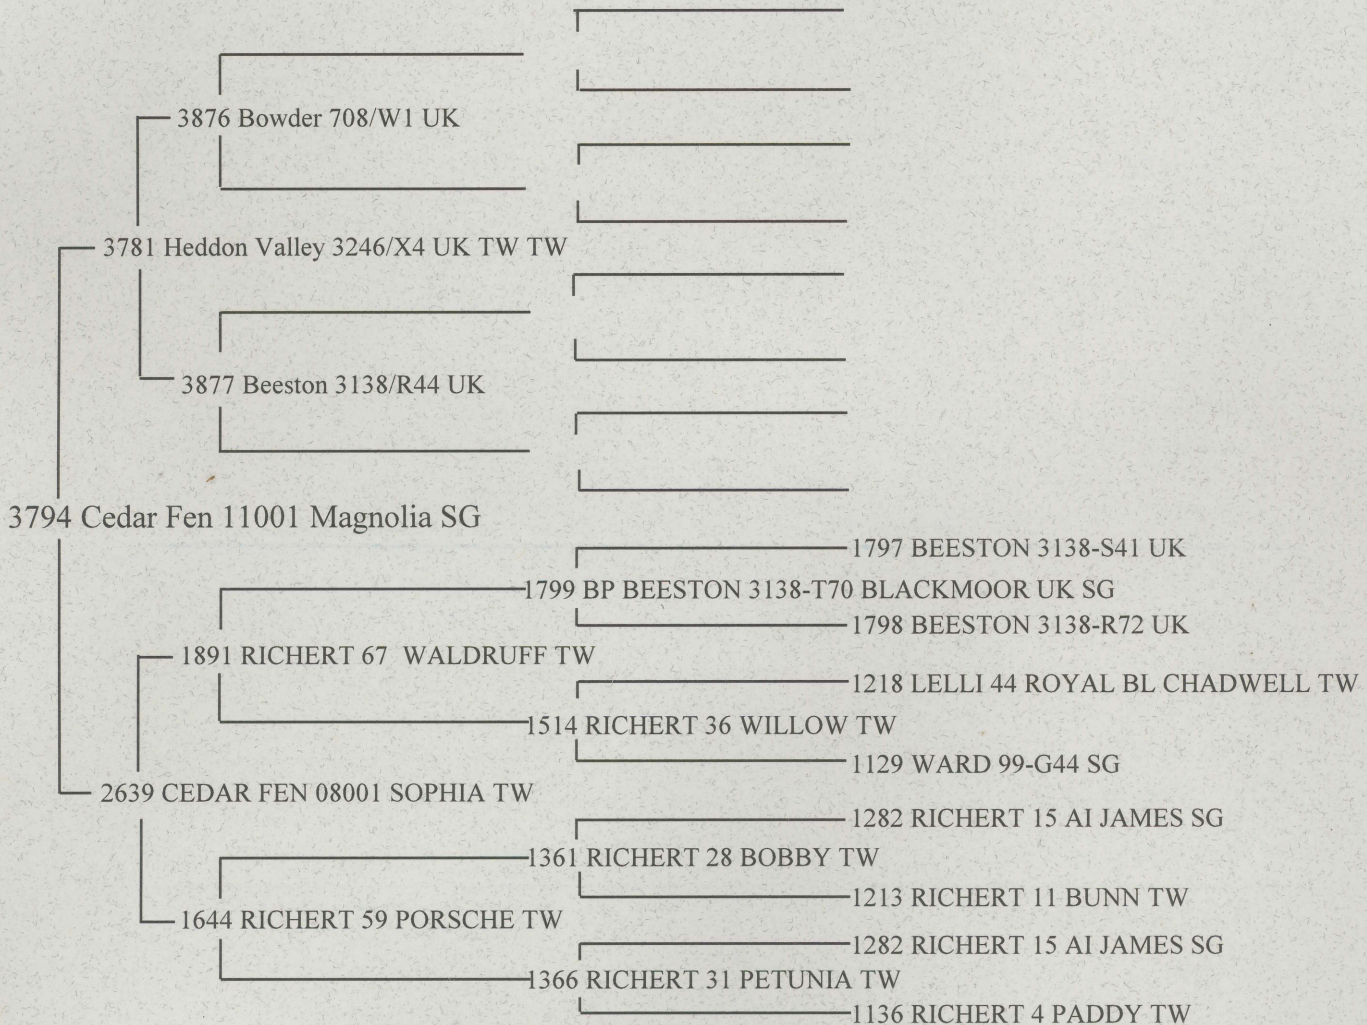 3876 Bowder 708/W1 UK
3781 Heddon Valley 3246/X4 UK TW TW
3877 Beeston 3138/R44 UK
3794 Cedar Fen 11001 Magnolia SG
1797 BEESTON 3138-S41 UK
1799 BP BEESTON 3138-T70 BLACKMOOR UK SG
1798 BEESTON 3138-R72 UK
1891 RICHERT 67  WALDRUFF TW
1218 LELLI 44 ROYAL BL CHADWELL TW
1514 RICHERT 36 WILLOW TW
1129 WARD 99-G44 SG
2639 CEDAR FEN 08001 SOPHIA TW
1282 RICHERT 15 AI JAMES SG
1361 RICHERT 28 BOBBY TW
1213 RICHERT 11 BUNN TW
1644 RICHERT 59 PORSCHE TW
1282 RICHERT 15 AI JAMES SG
1366 RICHERT 31 PETUNIA TW
1136 RICHERT 4 PADDY TW